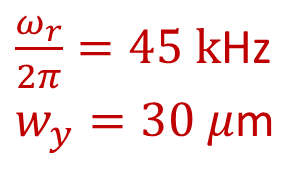 ω_r/2π = 45 kHz
w_y = 30 μm